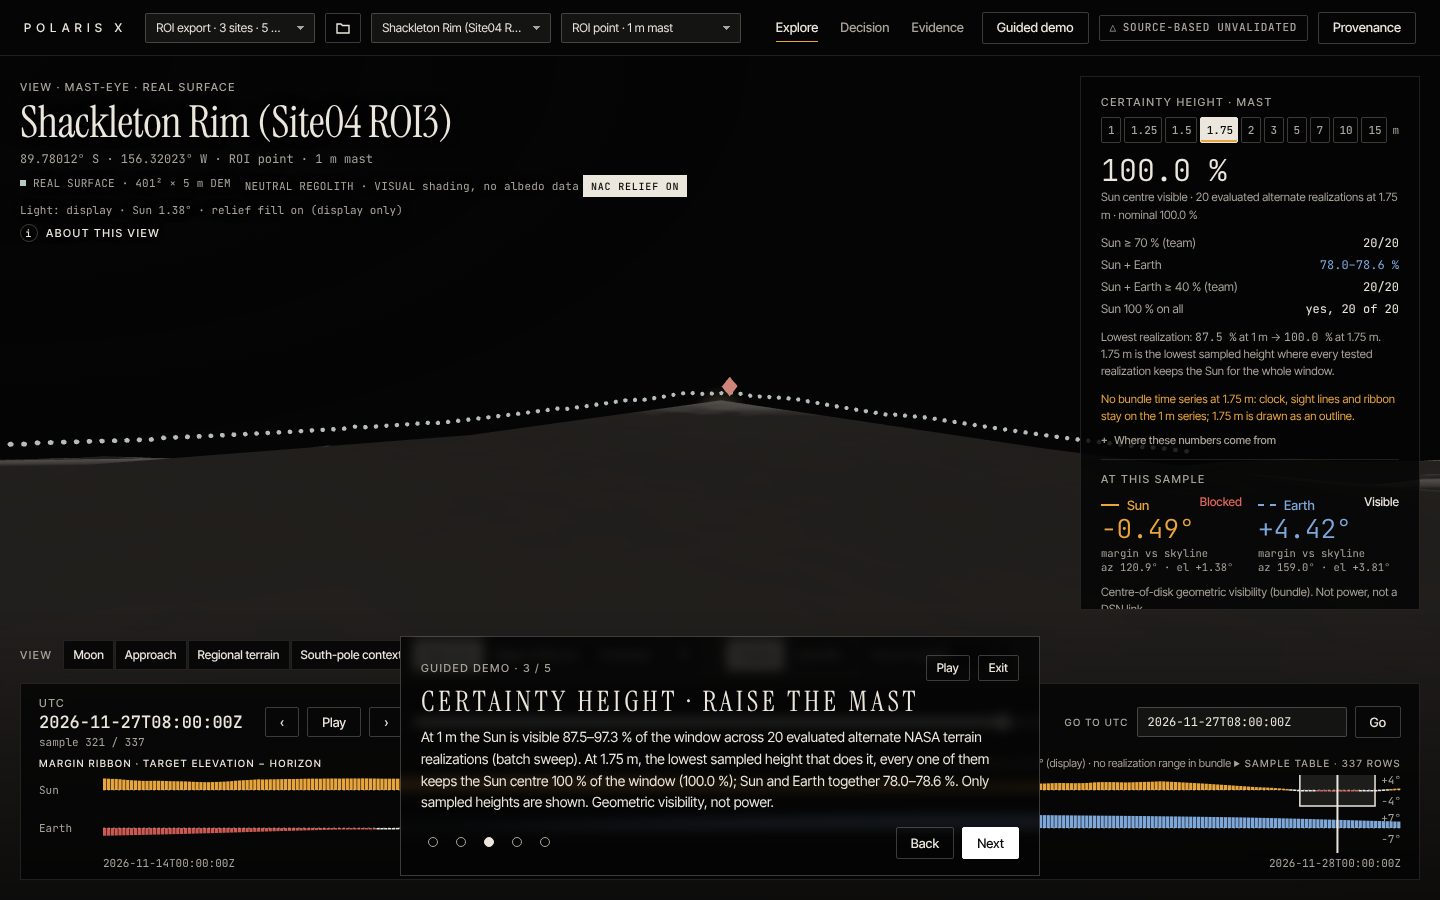 POLARIS X
ROI export · 3 sites · 5 ...
Shackleton Rim (Site04 R...
ROI point · 1 m mast
Explore
Decision
Evidence
Guided demo
△ SOURCE-BASED UNVALIDATED
Provenance
VIEW · MAST-EYE · REAL SURFACE
Shackleton Rim (Site04 ROI3)
89.78012° S · 156.32023° W · ROI point · 1 m mast
REAL SURFACE · 401² × 5 m DEM
NEUTRAL REGOLITH · VISUAL shading, no albedo data
NAC RELIEF ON
Light: display · Sun 1.38° · relief fill on (display only)
i ABOUT THIS VIEW
CERTAINTY HEIGHT · MAST
1 1.25 1.5 1.75 2 3 5 7 10 15 m
100.0 %
Sun centre visible · 20 evaluated alternate realizations at 1.75
m · nominal 100.0 %
Sun ≥ 70 % (team) 20/20
Sun + Earth 78.0–78.6 %
Sun + Earth ≥ 40 % (team) 20/20
Sun 100 % on all yes, 20 of 20
Lowest realization: 87.5 % at 1 m → 100.0 % at 1.75 m.
1.75 m is the lowest sampled height where every tested
realization keeps the Sun for the whole window.
No bundle time series at 1.75 m: clock, sight lines and ribbon
stay on the 1 m series; 1.75 m is drawn as an outline.
+ Where these numbers come from
AT THIS SAMPLE
Sun Blocked
-0.49°
margin vs skyline
az 120.9° · el +1.38°
Earth Visible
+4.42°
margin vs skyline
az 159.0° · el +3.81°
Centre-of-disk geometric visibility (bundle). Not power, not a
DSN link
VIEW
Moon
Approach
Regional terrain
South-pole context
UTC
2026-11-27T08:00:00Z
sample 321 / 337
‹
Play
›
GO TO UTC
2026-11-27T08:00:00Z
Go
MARGIN RIBBON · TARGET ELEVATION − HORIZON
° (display) · no realization range in bundle
▶ SAMPLE TABLE · 337 ROWS
Sun
+4°
-4°
Earth
+7°
-7°
2026-11-14T00:00:00Z
2026-11-28T00:00:00Z
GUIDED DEMO · 3 / 5
Play
Exit
CERTAINTY HEIGHT · RAISE THE MAST
At 1 m the Sun is visible 87.5–97.3 % of the window across 20 evaluated alternate NASA terrain
realizations (batch sweep). At 1.75 m, the lowest sampled height that does it, every one of them
keeps the Sun centre 100 % of the window (100.0 %); Sun and Earth together 78.0–78.6 %. Only
sampled heights are shown. Geometric visibility, not power.
Back
Next